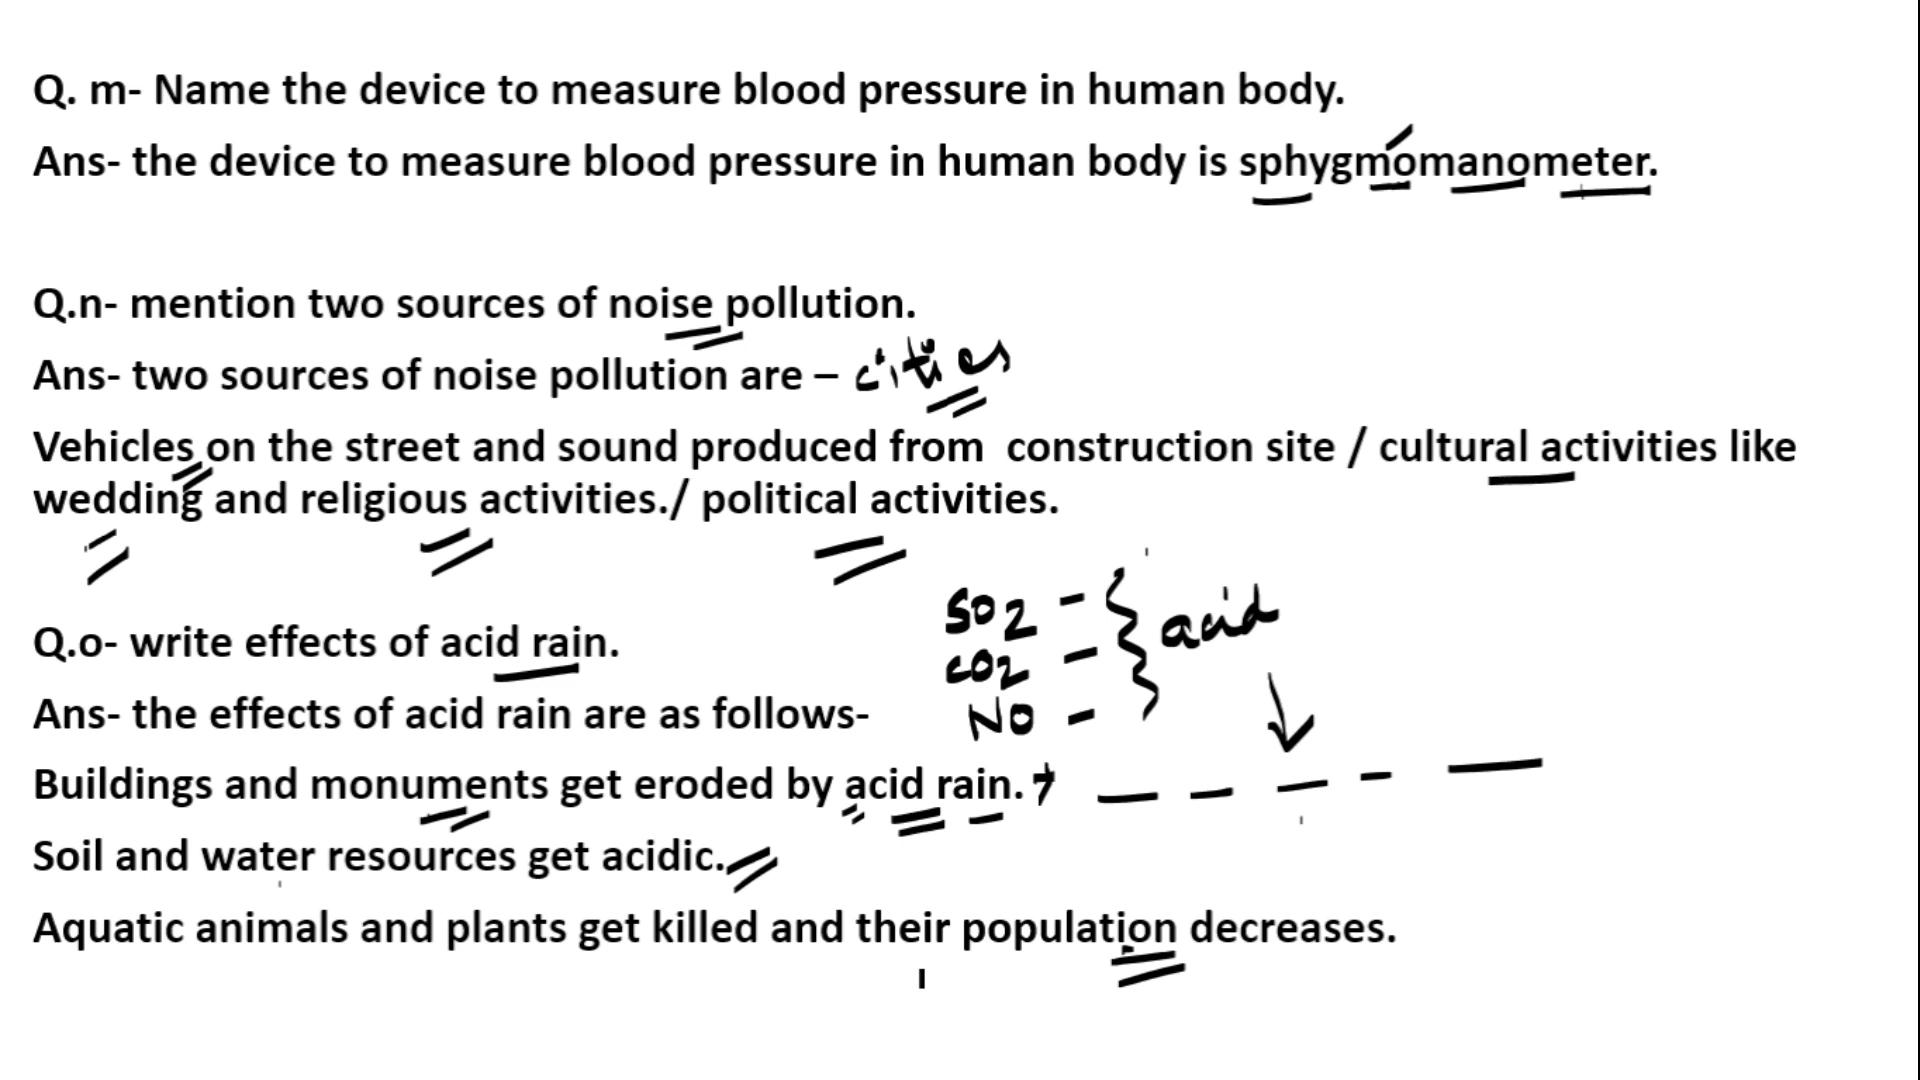 Q. m- Name the device to measure blood pressure in human body.
Ans- the device to measure blood pressure in human body is sphygmomanometer.
Q.n- mention two sources of noise pollution.
Ans- two sources of noise pollution are – cities
Vehicles on the street and sound produced from construction site / cultural activities like
wedding and religious activities./ political activities.
SO2 -
acid
Q.o- write effects of acid rain.
CO2 -
Ans- the effects of acid rain are as follows-
NO -
Buildings and monuments get eroded by acid rain.
Soil and water resources get acidic.
Aquatic animals and plants get killed and their population decreases.